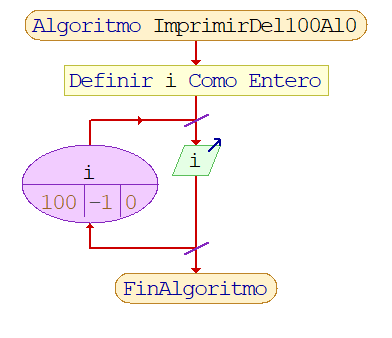 Algoritmo ImprimirDel100Al0
Definir i Como Entero
i
i
100 -1 0
FinAlgoritmo